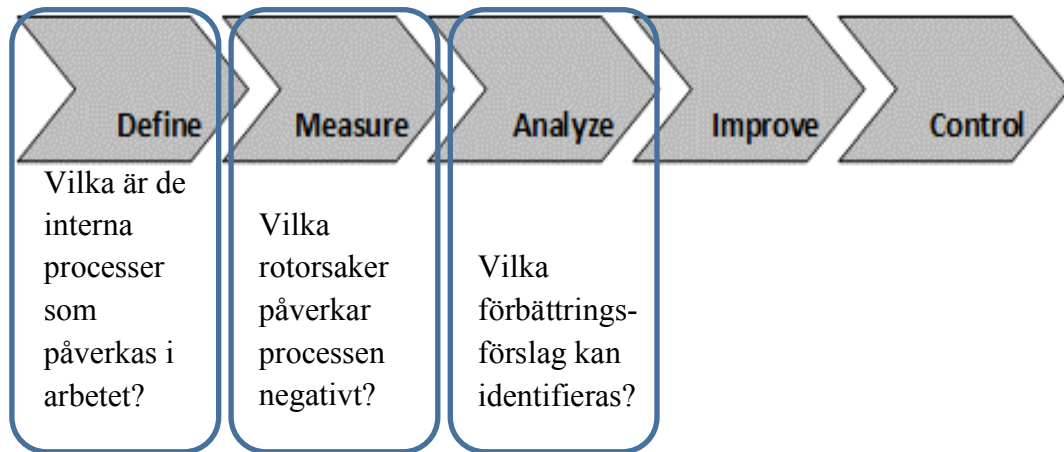 Define
Measure
Analyze
Improve
Control
Vilka är de
interna
processer
som
påverkas i
arbetet?
Vilka
rotorsaker
påverkar
processen
negativt?
Vilka
förbättrings-
förslag kan
identifieras?